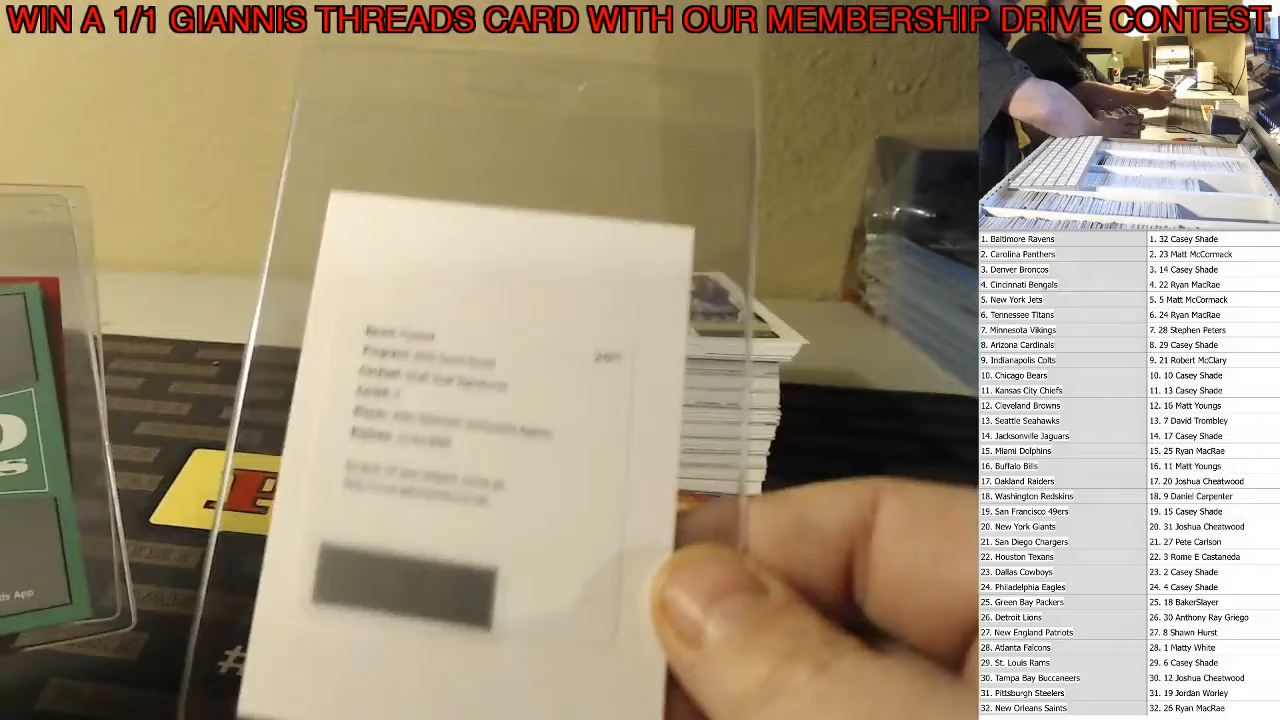 WIN A 1/1 GIANNIS THREADS CARD WITH OUR MEMBERSHIP DRIVE CONTEST
1. Baltimore Ravens 1. 32 Casey Shade
2. Carolina Panthers 2. 23 Matt McCormack
3. Denver Broncos 3. 14 Casey Shade
4. Cincinnati Bengals 4. 22 Ryan MacRae
5. New York Jets 5. 5 Matt McCormack
6. Tennessee Titans 6. 24 Ryan MacRae
7. Minnesota Vikings 7. 28 Stephen Peters
8. Arizona Cardinals 8. 29 Casey Shade
9. Indianapolis Colts 9. 21 Robert McClary
10. Chicago Bears 10. 10 Casey Shade
11. Kansas City Chiefs 11. 13 Casey Shade
12. Cleveland Browns 12. 16 Matt Youngs
13. Seattle Seahawks 13. 7 David Trombley
14. Jacksonville Jaguars 14. 17 Casey Shade
15. Miami Dolphins 15. 25 Ryan MacRae
16. Buffalo Bills 16. 11 Matt Youngs
17. Oakland Raiders 17. 20 Joshua Cheatwood
18. Washington Redskins 18. 9 Daniel Carpenter
19. San Francisco 49ers 19. 15 Casey Shade
20. New York Giants 20. 31 Joshua Cheatwood
21. San Diego Chargers 21. 27 Pete Carlson
22. Houston Texans 22. 3 Rome E Castaneda
23. Dallas Cowboys 23. 2 Casey Shade
24. Philadelphia Eagles 24. 4 Casey Shade
25. Green Bay Packers 25. 18 BakerSlayer
26. Detroit Lions 26. 30 Anthony Ray Griego
27. New England Patriots 27. 8 Shawn Hurst
28. Atlanta Falcons 28. 1 Matty White
29. St. Louis Rams 29. 6 Casey Shade
30. Tampa Bay Buccaneers 30. 12 Joshua Cheatwood
31. Pittsburgh Steelers 31. 19 Jordan Worley
32. New Orleans Saints 32. 26 Ryan MacRae
App
#